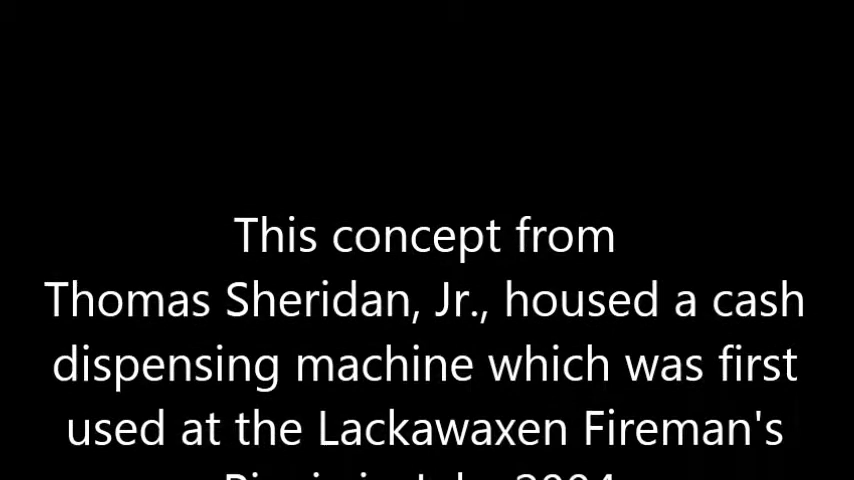 This concept from
Thomas Sheridan, Jr., housed a cash
dispensing machine which was first
used at the Lackawaxen Fireman's